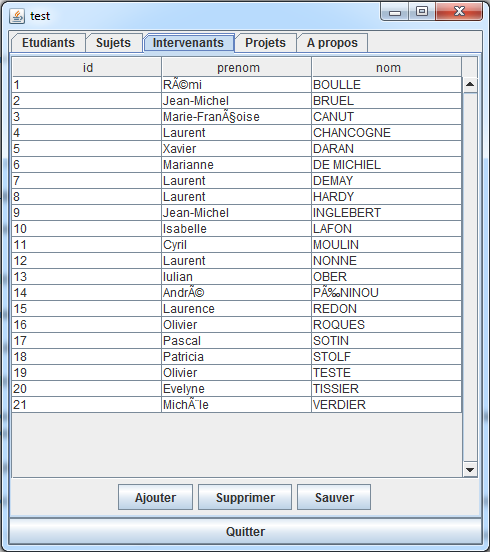 test
Etudiants Sujets Intervenants Projets A propos
id prenom nom
1 RÃ©mi BOULLE
2 Jean-Michel BRUEL
3 Marie-FranÃ§oise CANUT
4 Laurent CHANCOGNE
5 Xavier DARAN
6 Marianne DE MICHIEL
7 Laurent DEMAY
8 Laurent HARDY
9 Jean-Michel INGLEBERT
10 Isabelle LAFON
11 Cyril MOULIN
12 Laurent NONNE
13 Iulian OBER
14 AndrÃ© PÃ‰NINOU
15 Laurence REDON
16 Olivier ROQUES
17 Pascal SOTIN
18 Patricia STOLF
19 Olivier TESTE
20 Evelyne TISSIER
21 MichÃ¨le VERDIER
Ajouter Supprimer Sauver
Quitter